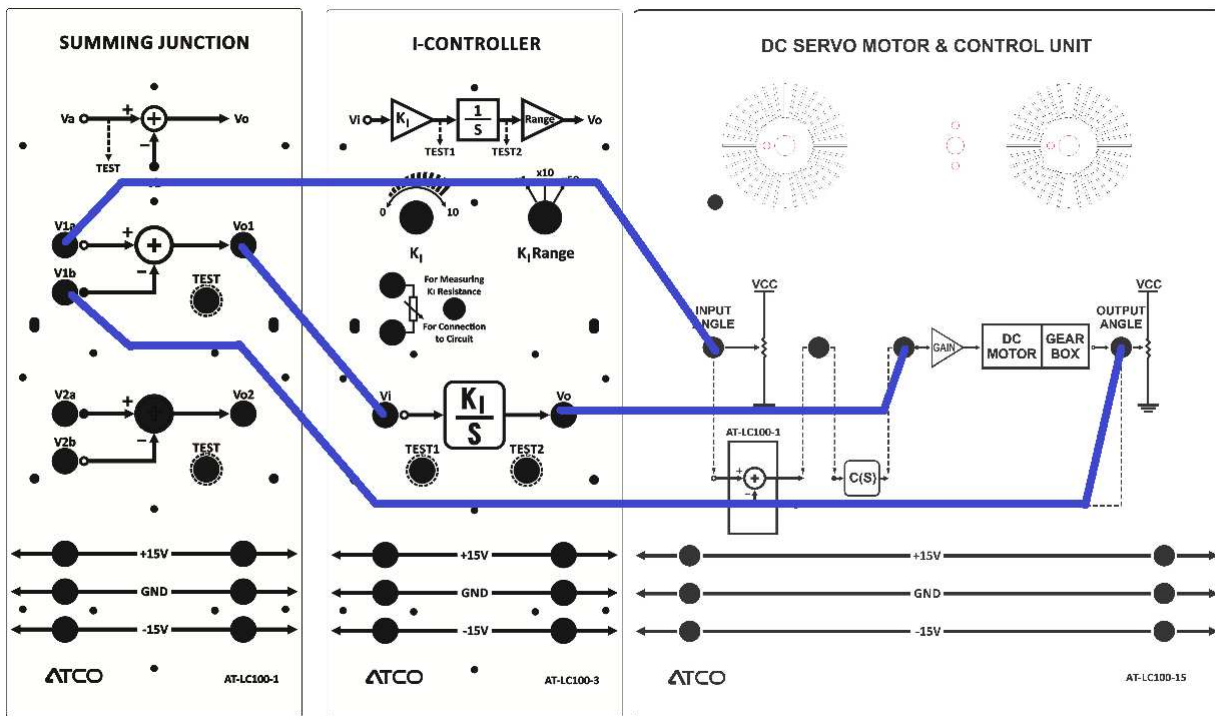 SUMMING JUNCTION
Va
+
Vo
−
TEST
V1a
+
Vo1
V1b
−
TEST
V2a
+
Vo2
V2b
−
TEST
+15V
GND
-15V
ATCO
AT-LC100-1
I-CONTROLLER
Vi
KI
1
S
Range
Vo
TEST1
TEST2
x10
0
10
KI
KI Range
For Measuring
KI Resistance
For Connection
to Circuit
Vi
KI
S
Vo
TEST1
TEST2
+15V
GND
-15V
ATCO
AT-LC100-3
DC SERVO MOTOR & CONTROL UNIT
VCC
VCC
INPUT
ANGLE
OUTPUT
ANGLE
GAIN
DC
MOTOR
GEAR
BOX
AT-LC100-1
+
−
C(S)
+15V
GND
-15V
ATCO
AT-LC100-15